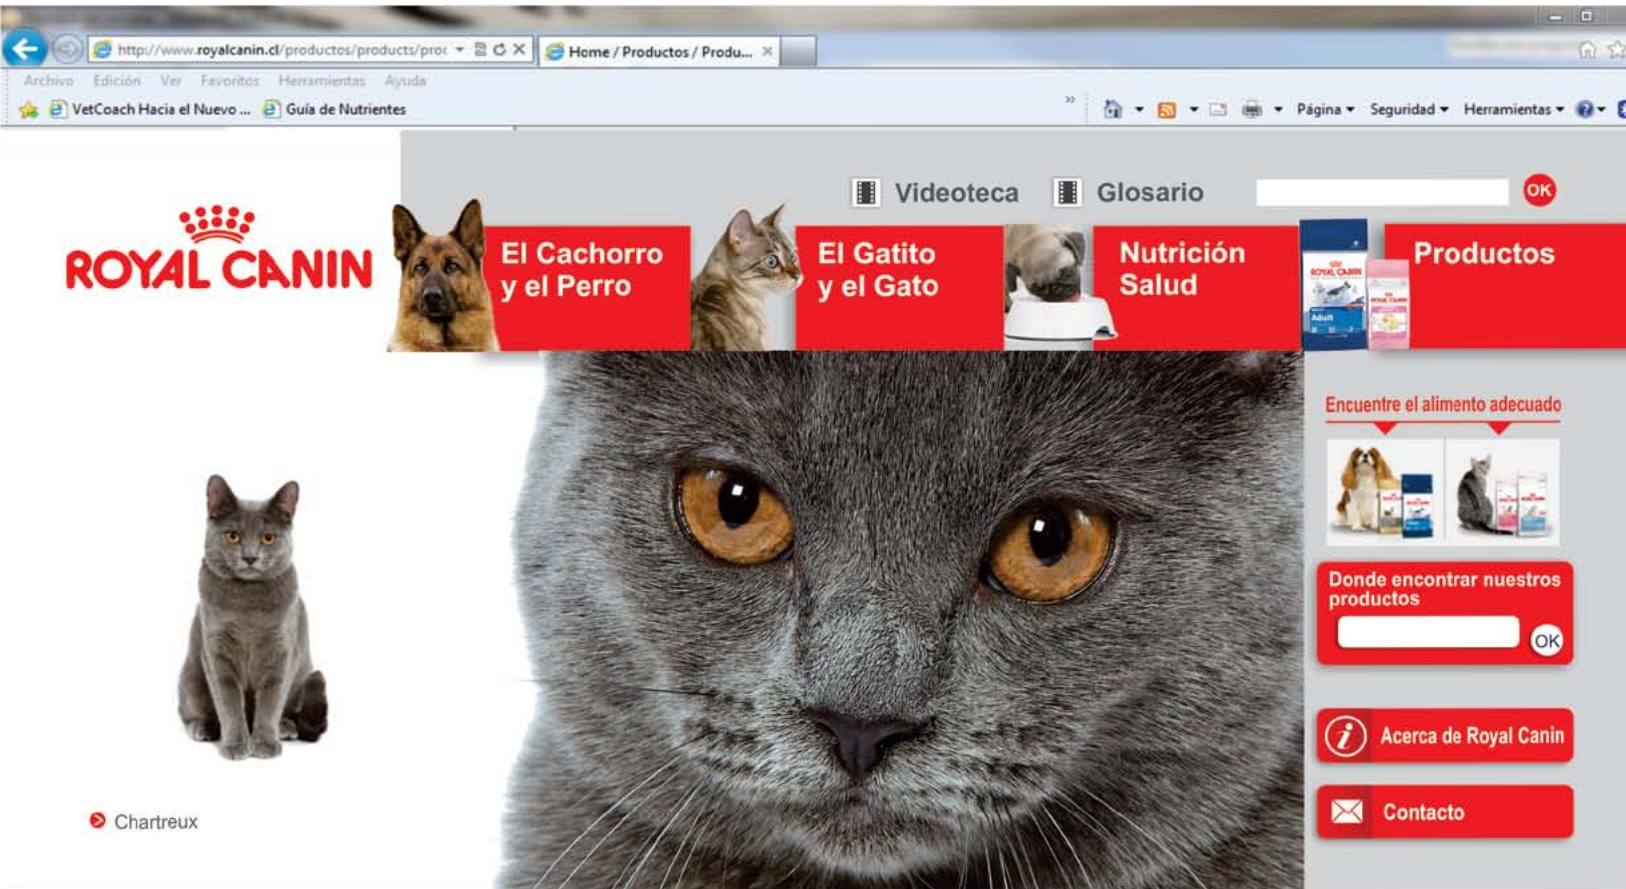 http://www.royalcanin.cl/productos/products/proc
Home / Productos / Produ...
Archivo Edición Ver Favoritos Herramientas Ayuda
VetCoach Hacia el Nuevo ... Guía de Nutrientes
Página Seguridad Herramientas
Videoteca Glosario OK
ROYAL CANIN
El Cachorro
y el Perro
El Gatito
y el Gato
Nutrición
Salud
ROYAL CANIN
Adult
Productos
Encuentre el alimento adecuado
Donde encontrar nuestros
productos
OK
Acerca de Royal Canin
Contacto
Chartreux